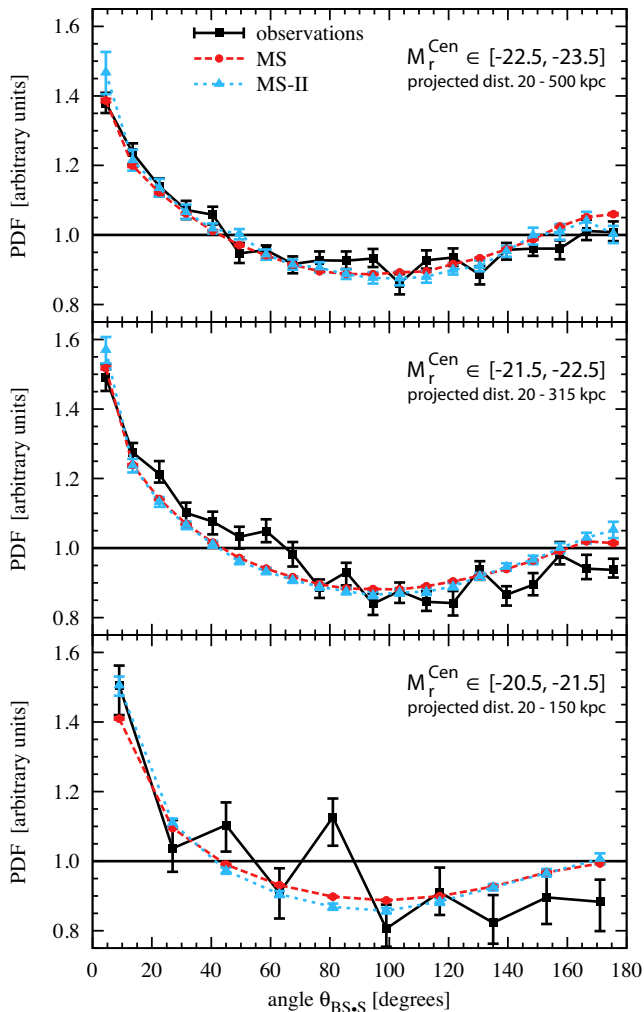 observations
MS
MS-II
M_r^Cen ∈ [-22.5, -23.5]
projected dist. 20 - 500 kpc
PDF [arbitrary units]
1.6
1.4
1.2
1.0
0.8
M_r^Cen ∈ [-21.5, -22.5]
projected dist. 20 - 315 kpc
PDF [arbitrary units]
1.6
1.4
1.2
1.0
0.8
M_r^Cen ∈ [-20.5, -21.5]
projected dist. 20 - 150 kpc
PDF [arbitrary units]
1.6
1.4
1.2
1.0
0.8
0 20 40 60 80 100 120 140 160 180
angle θ_BS•S [degrees]